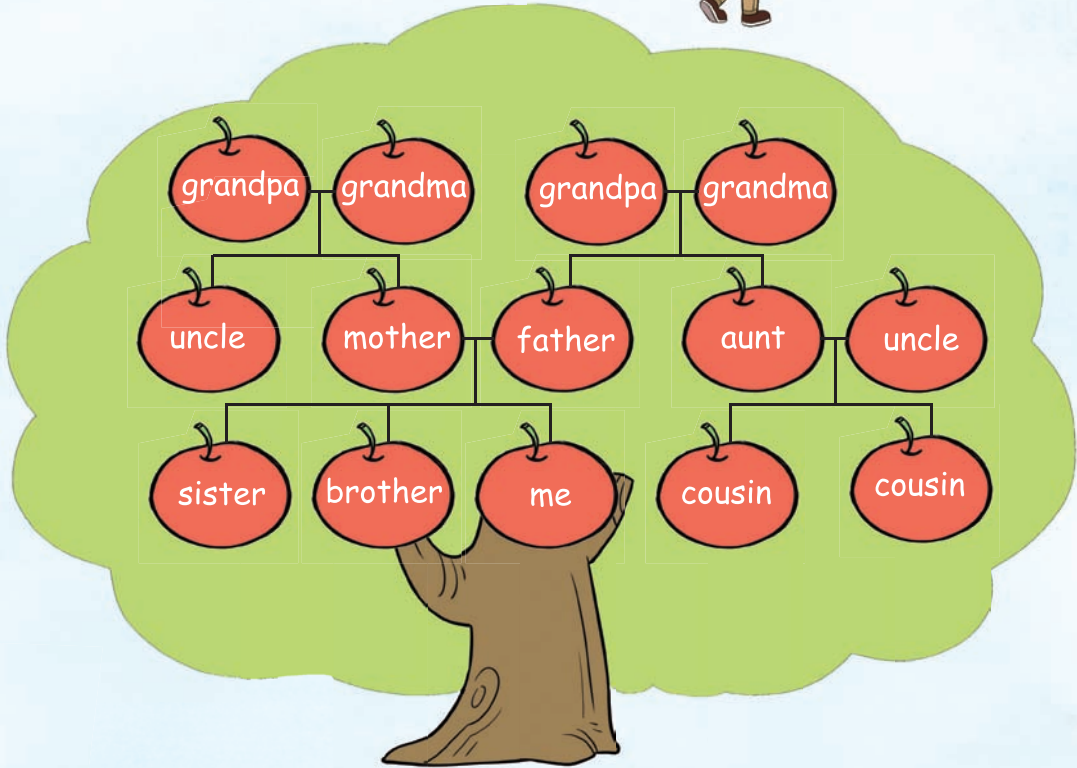 grandpa grandma grandpa grandma
uncle mother father aunt uncle
sister brother me cousin cousin